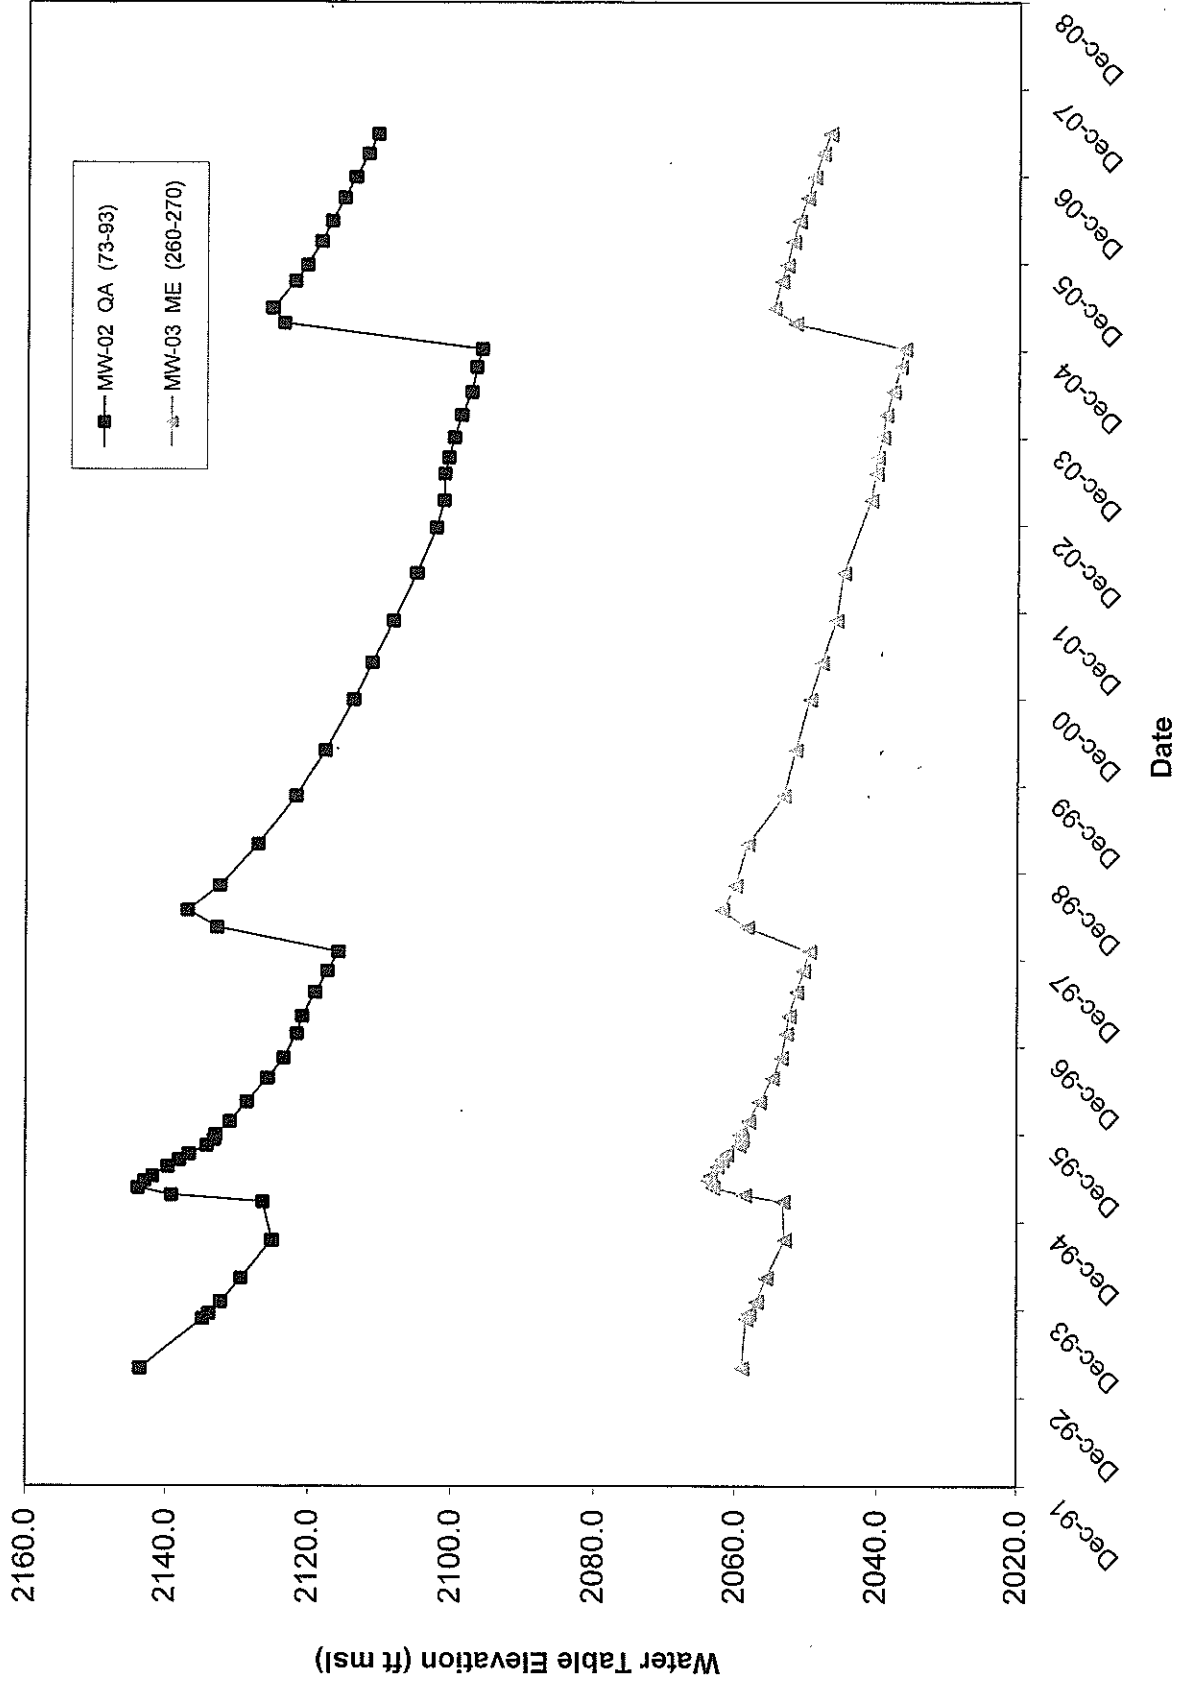 MW-02 QA (73-93)
MW-03 ME (260-270)
Water Table Elevation (ft msl)
2160.0
2140.0
2120.0
2100.0
2080.0
2060.0
2040.0
2020.0
Dec-91
Dec-92
Dec-93
Dec-94
Dec-95
Dec-96
Dec-97
Dec-98
Dec-99
Dec-00
Dec-01
Dec-02
Dec-03
Dec-04
Dec-05
Dec-06
Dec-07
Dec-08
Date